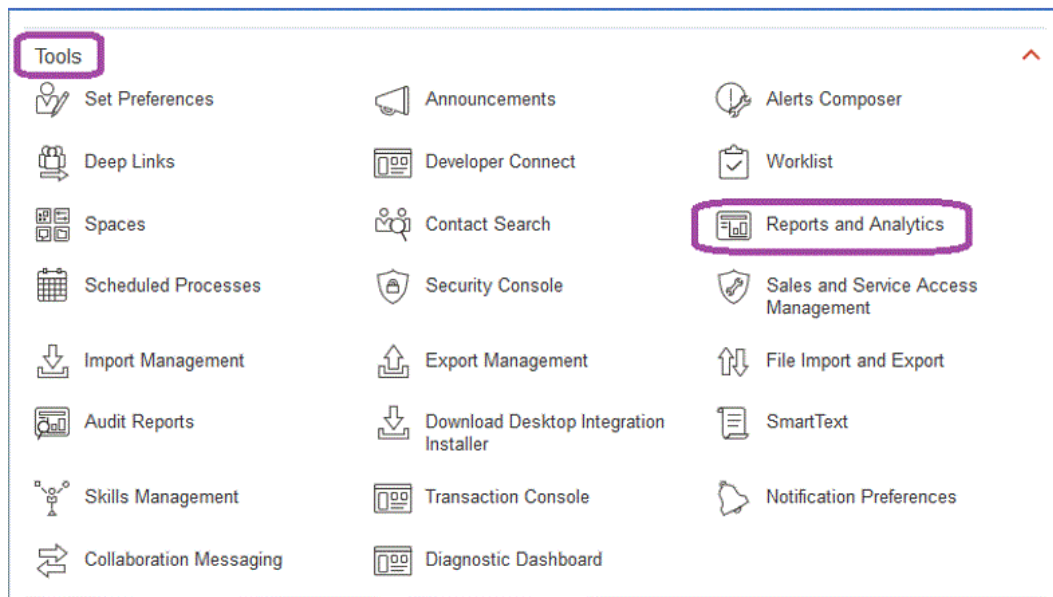 Tools
Set Preferences
Announcements
Alerts Composer
Deep Links
Developer Connect
Worklist
Spaces
Contact Search
Reports and Analytics
Scheduled Processes
Security Console
Sales and Service Access
Management
Import Management
Export Management
File Import and Export
Audit Reports
Download Desktop Integration
Installer
SmartText
Skills Management
Transaction Console
Notification Preferences
Collaboration Messaging
Diagnostic Dashboard